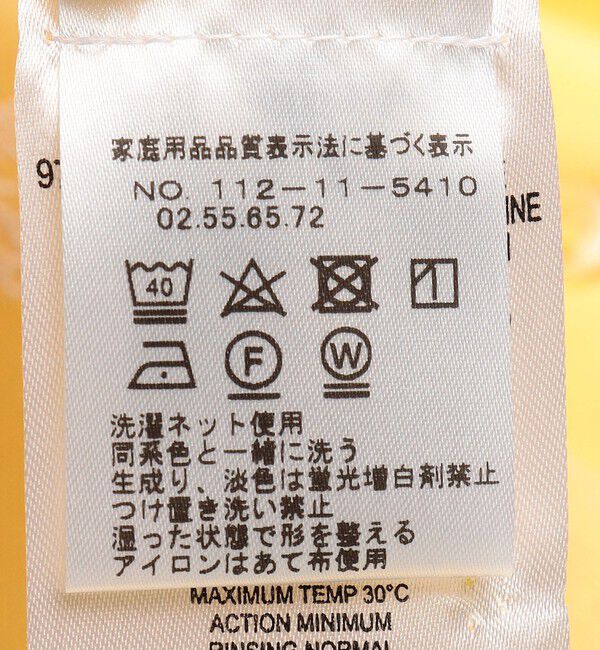 家庭用品品質表示法に基づく表示
97
NO. 112-11-5410
02.55.65.72
INE
40
F
W
洗濯ネット使用
同系色と一緒に洗う
生成り、淡色は蛍光増白剤禁止
つけ置き洗い禁止
湿った状態で形を整える
アイロンはあて布使用
MAXIMUM TEMP 30°C
ACTION MINIMUM
RINSING NORMAL